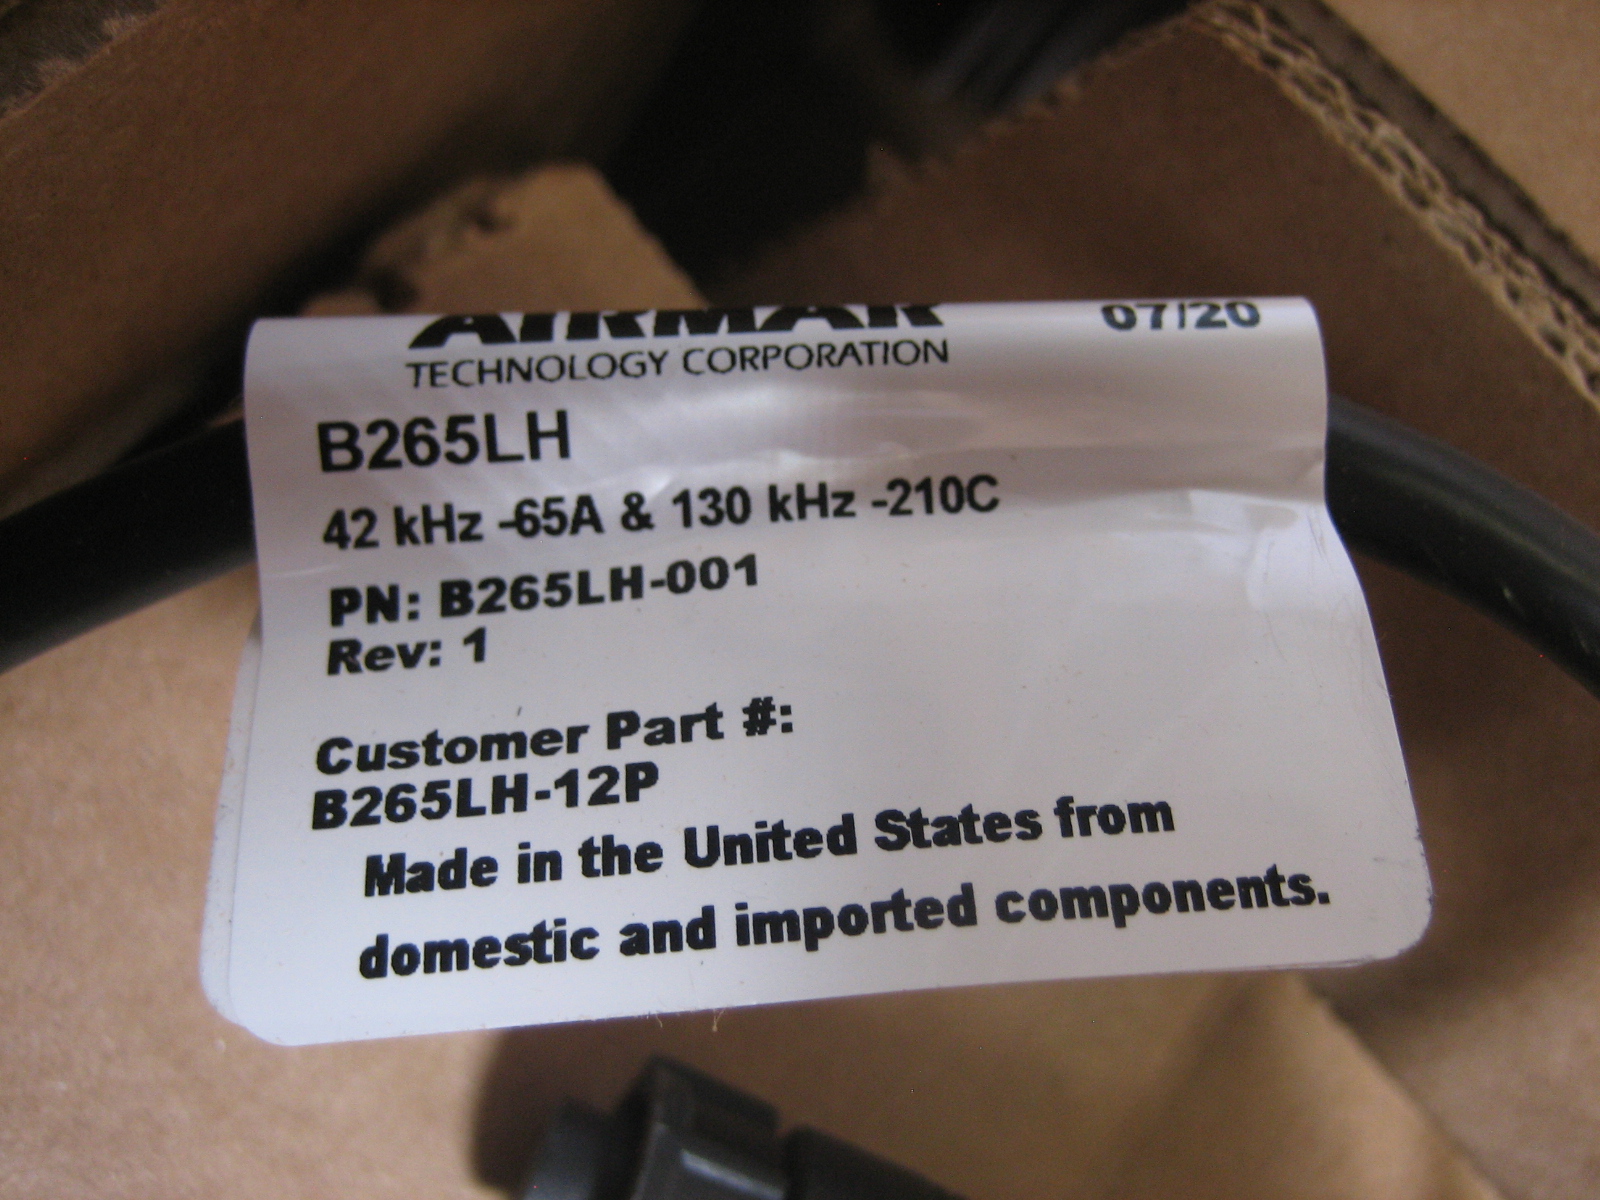 AIRMAR 07/20
TECHNOLOGY CORPORATION
B265LH
42 kHz -65A & 130 kHz -210C
PN: B265LH-001
Rev: 1
Customer Part #:
B265LH-12P
Made in the United States from
domestic and imported components.